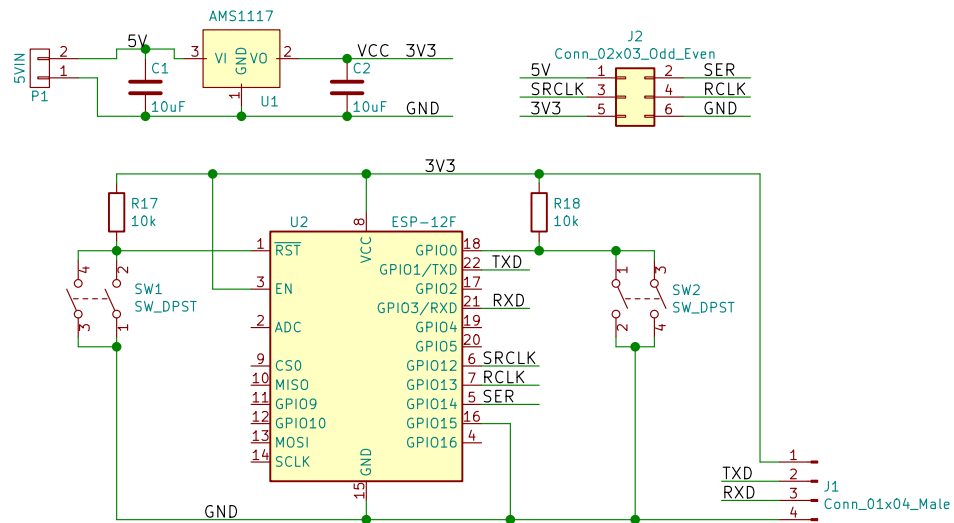 AMS1117
5VIN
2
1
P1
5V
C1
10uF
3
VI
GND
VO
2
1
U1
VCC
3V3
C2
10uF
GND
J2
Conn_02x03_Odd_Even
5V
1
2
SER
SRCLK
3
4
RCLK
3V3
5
6
GND
3V3
R17
10k
R18
10k
U2
ESP-12F
8
VCC
1
RST
3
EN
2
ADC
9
CS0
10
MISO
11
GPIO9
12
GPIO10
13
MOSI
14
SCLK
GPIO0
18
GPIO1/TXD
22
TXD
GPIO2
17
GPIO3/RXD
21
RXD
GPIO4
19
GPIO5
20
GPIO12
6
SRCLK
GPIO13
7
RCLK
GPIO14
5
SER
GPIO15
16
GPIO16
4
GND
15
4
2
3
1
SW1
SW_DPST
1
3
2
4
SW2
SW_DPST
GND
1
TXD
2
RXD
3
4
J1
Conn_01x04_Male